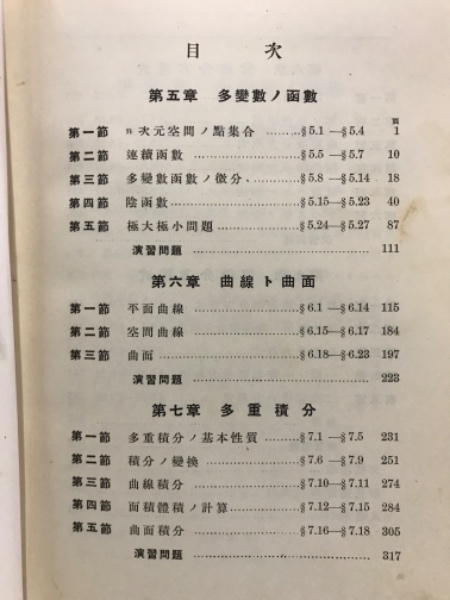 目次
第五章 多變數ノ函數
頁
第一節 n次元空間ノ點集合 ………§5.1—§5.4 1
第二節 連續函數 ………§5.5—§5.7 10
第三節 多變數函數ノ微分 ………§5.8—§5.14 18
第四節 陰函數 ………§5.15—§5.23 40
第五節 極大極小問題 ………§5.24—§5.27 87
演習問題 ……… 111
第六章 曲線ト曲面
第一節 平面曲線 ………§6.1—§6.14 115
第二節 空間曲線 ………§6.15—§6.17 184
第三節 曲面 ………§6.18—§6.23 197
演習問題 ……… 223
第七章 多重積分
第一節 多重積分ノ基本性質 ………§7.1—§7.5 231
第二節 積分ノ變換 ………§7.6—§7.9 251
第三節 曲線積分 ………§7.10—§7.11 274
第四節 面積體積ノ計算 ………§7.12—§7.15 284
第五節 曲面積分 ………§7.16—§7.18 305
演習問題 ……… 317